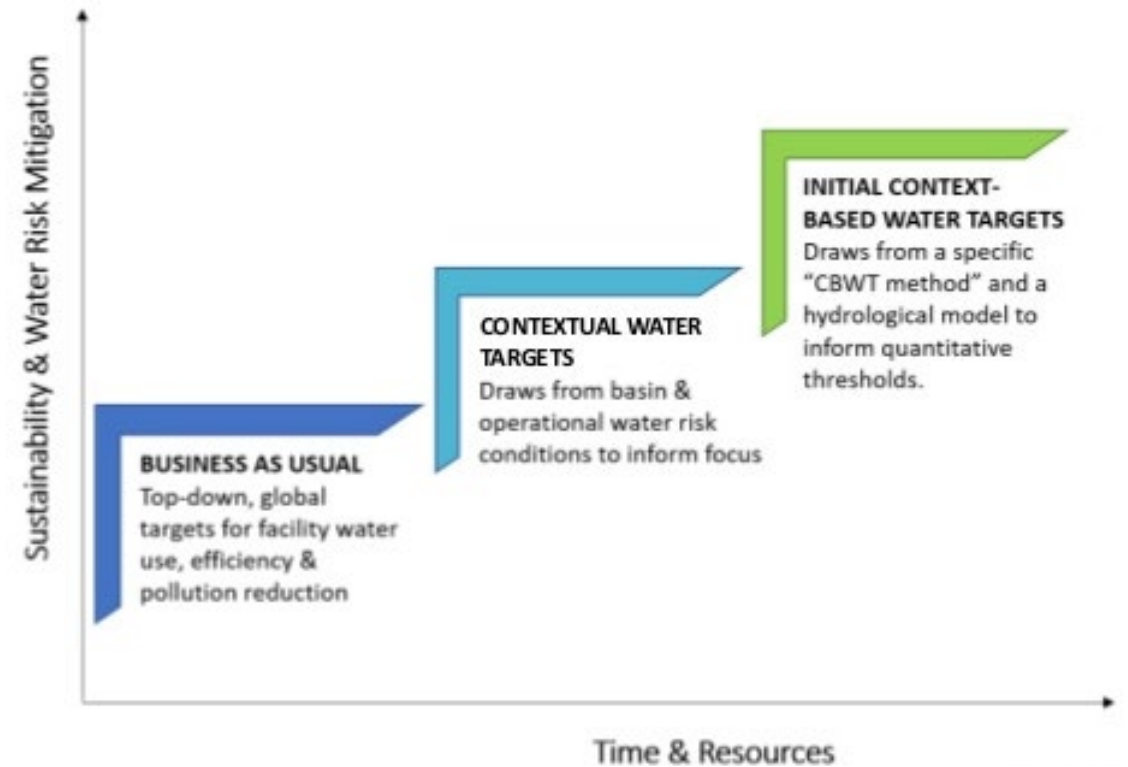 Sustainability & Water Risk Mitigation
INITIAL CONTEXT-
BASED WATER TARGETS
Draws from a specific
“CBWT method” and a
hydrological model to
inform quantitative
thresholds.
CONTEXTUAL WATER
TARGETS
Draws from basin &
operational water risk
conditions to inform focus
BUSINESS AS USUAL
Top-down, global
targets for facility water
use, efficiency &
pollution reduction
Time & Resources